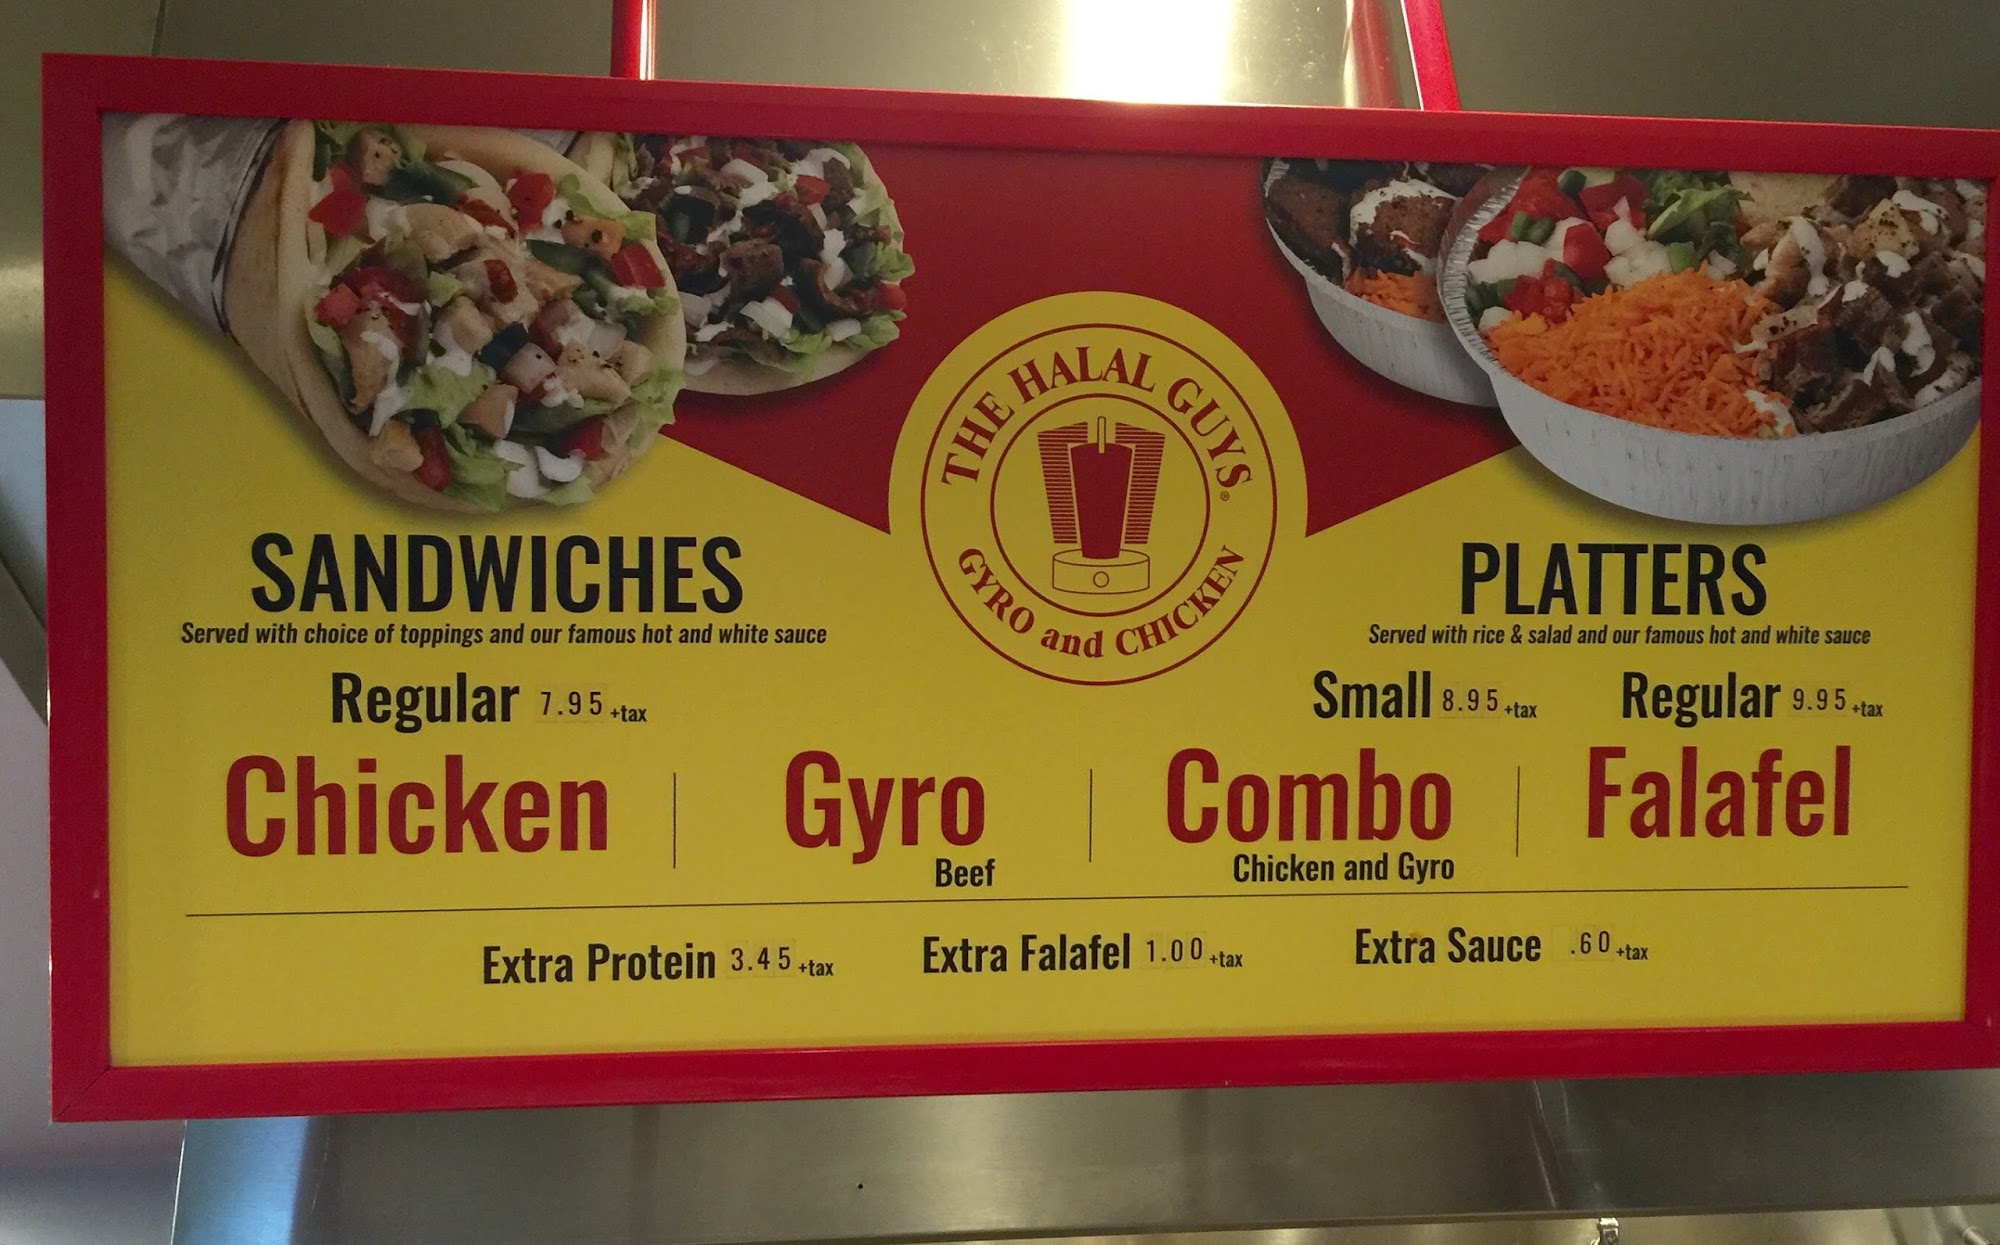 THE HALAL GUYS®
GYRO and CHICKEN
SANDWICHES
Served with choice of toppings and our famous hot and white sauce
Regular 7.95 +tax
PLATTERS
Served with rice & salad and our famous hot and white sauce
Small 8.95 +tax Regular 9.95 +tax
Chicken
Gyro
Beef
Combo
Chicken and Gyro
Falafel
Extra Protein 3.45 +tax Extra Falafel 1.00 +tax Extra Sauce .60 +tax